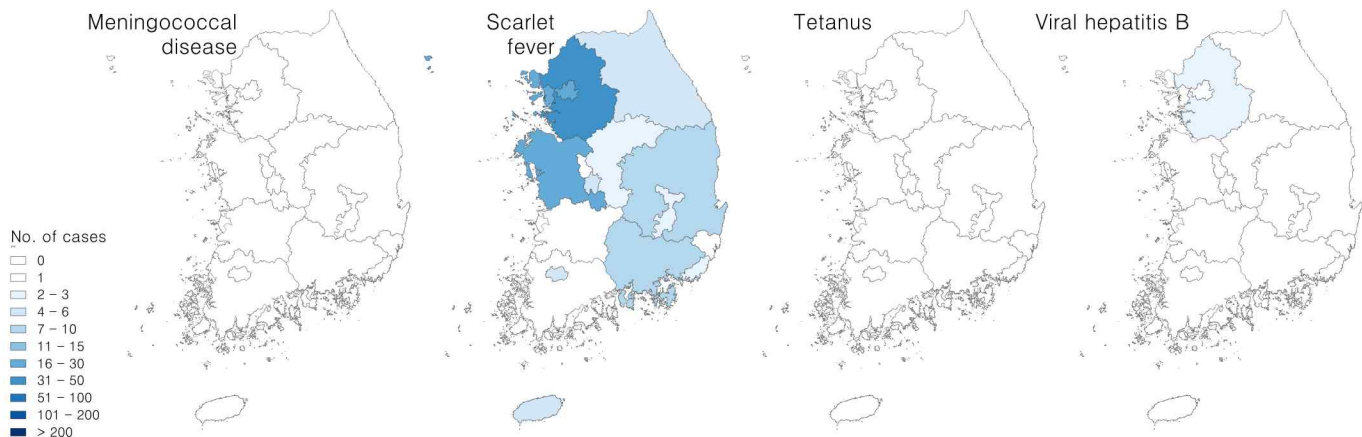 Meningococcal
disease
Scarlet
fever
Tetanus
Viral hepatitis B
No. of cases
0
1
2 – 3
4 – 6
7 – 10
11 – 15
16 – 30
31 – 50
51 – 100
101 – 200
> 200